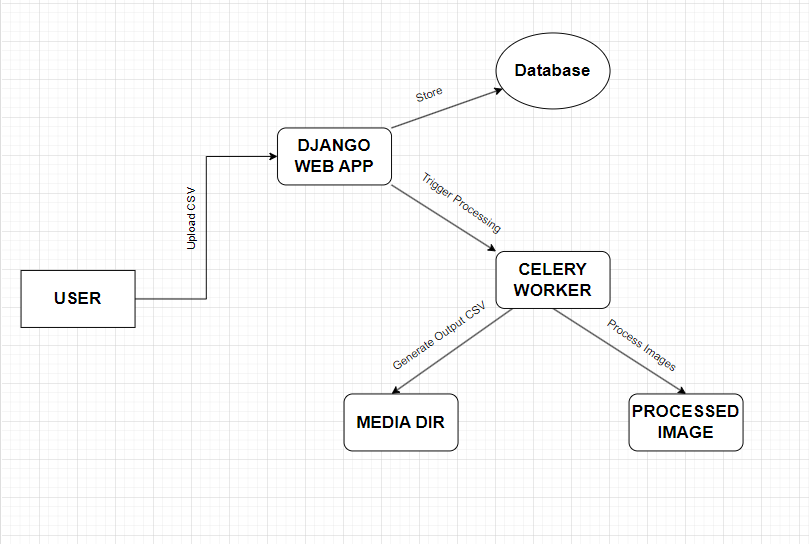 Database
Store
DJANGO
WEB APP
Trigger Processing
Upload CSV
CELERY
WORKER
USER
Generate Output CSV
Process Images
MEDIA DIR
PROCESSED
IMAGE